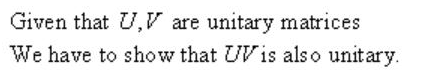 Given that U,V are unitary matrices
We have to show that UV is also unitary.